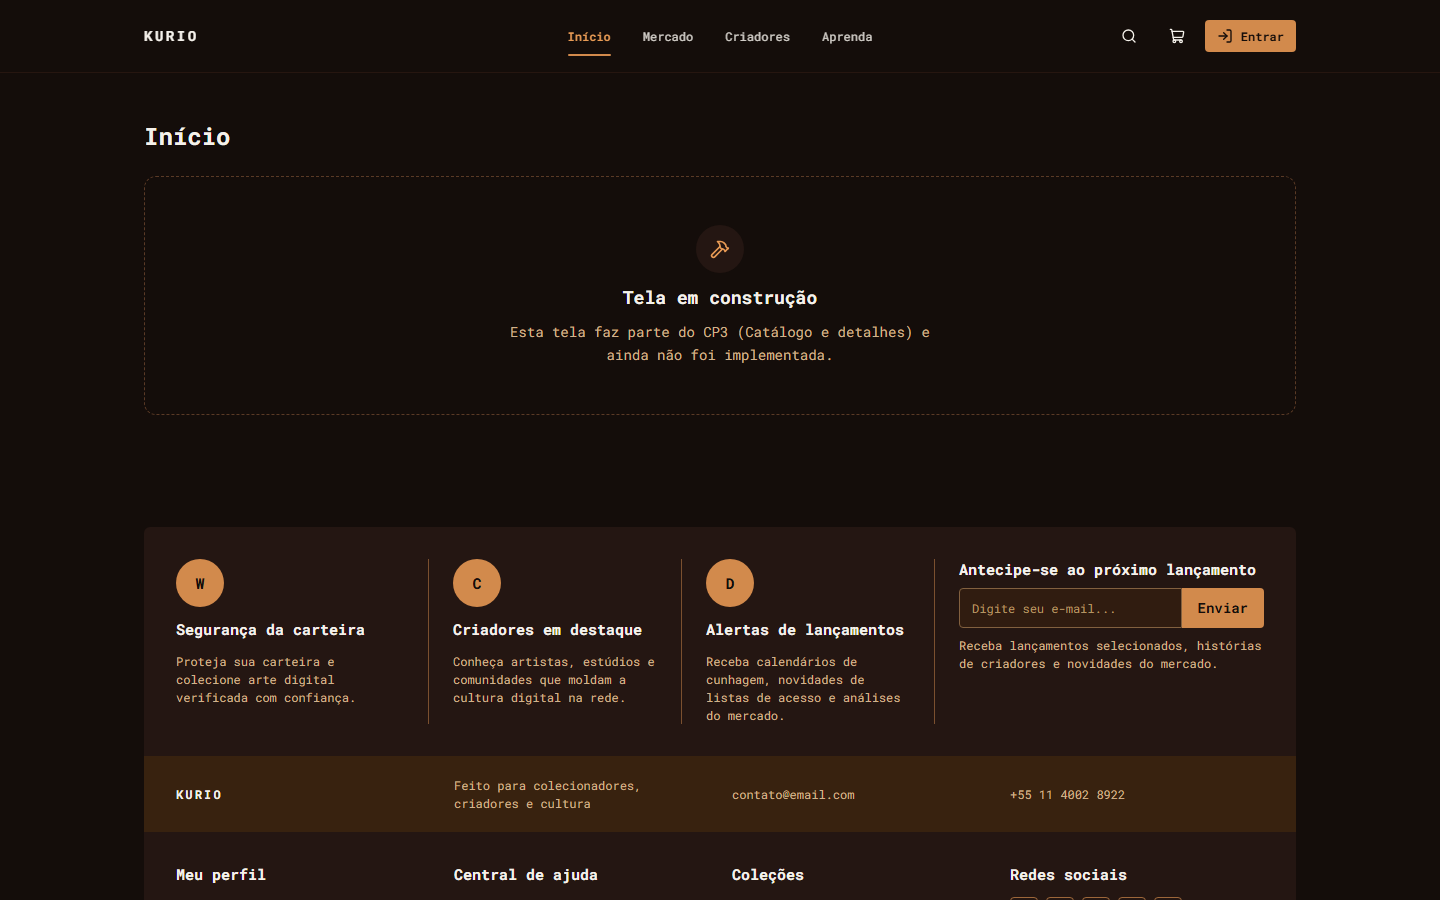 KURIO
Início
Mercado
Criadores
Aprenda
Entrar
Início
Tela em construção
Esta tela faz parte do CP3 (Catálogo e detalhes) e
ainda não foi implementada.
W
Segurança da carteira
Proteja sua carteira e
colecione arte digital
verificada com confiança.
C
Criadores em destaque
Conheça artistas, estúdios e
comunidades que moldam a
cultura digital na rede.
D
Alertas de lançamentos
Receba calendários de
cunhagem, novidades de
listas de acesso e análises
do mercado.
Antecipe-se ao próximo lançamento
Digite seu e-mail...
Enviar
Receba lançamentos selecionados, histórias
de criadores e novidades do mercado.
KURIO
Feito para colecionadores,
criadores e cultura
contato@email.com
+55 11 4002 8922
Meu perfil
Central de ajuda
Coleções
Redes sociais